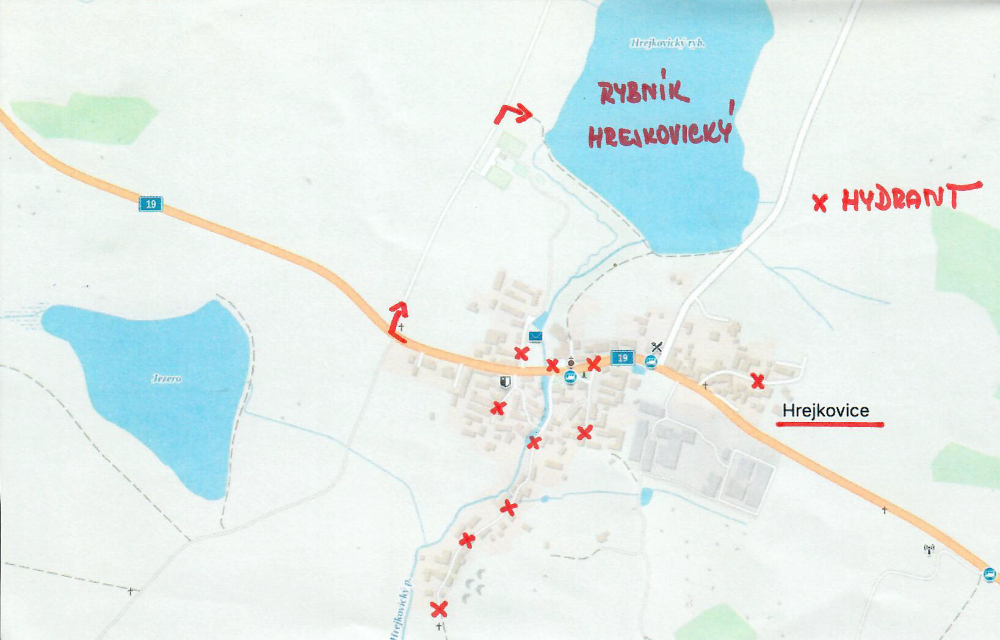 Hrejkovický ryb.
RYBNÍK
HREJKOVICKÝ
19
x HYDRANT
Jezero
19
Hrejkovice
Hrejkovický p.